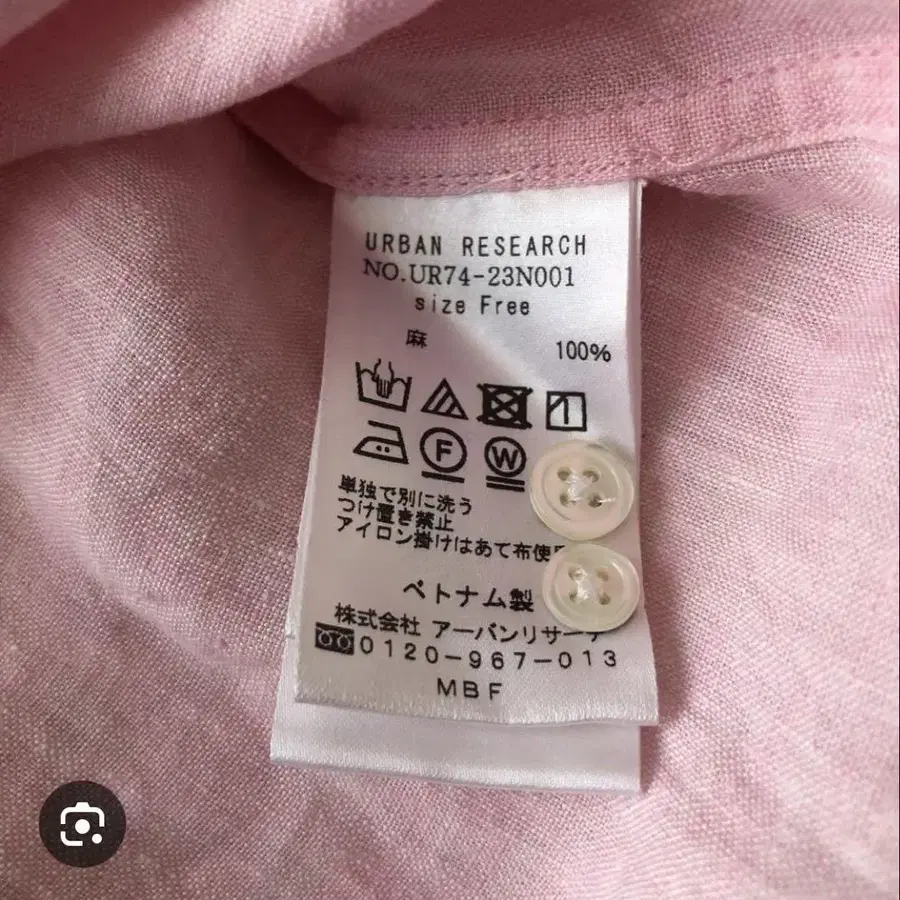 URBAN RESEARCH
NO.UR74-23N001
size Free
麻 100%
F W
単独で別に洗う
つけ置き禁止
アイロン掛けはあて布使
ベトナム製
株式会社 アーバンリサーチ
0120-967-013
MBF